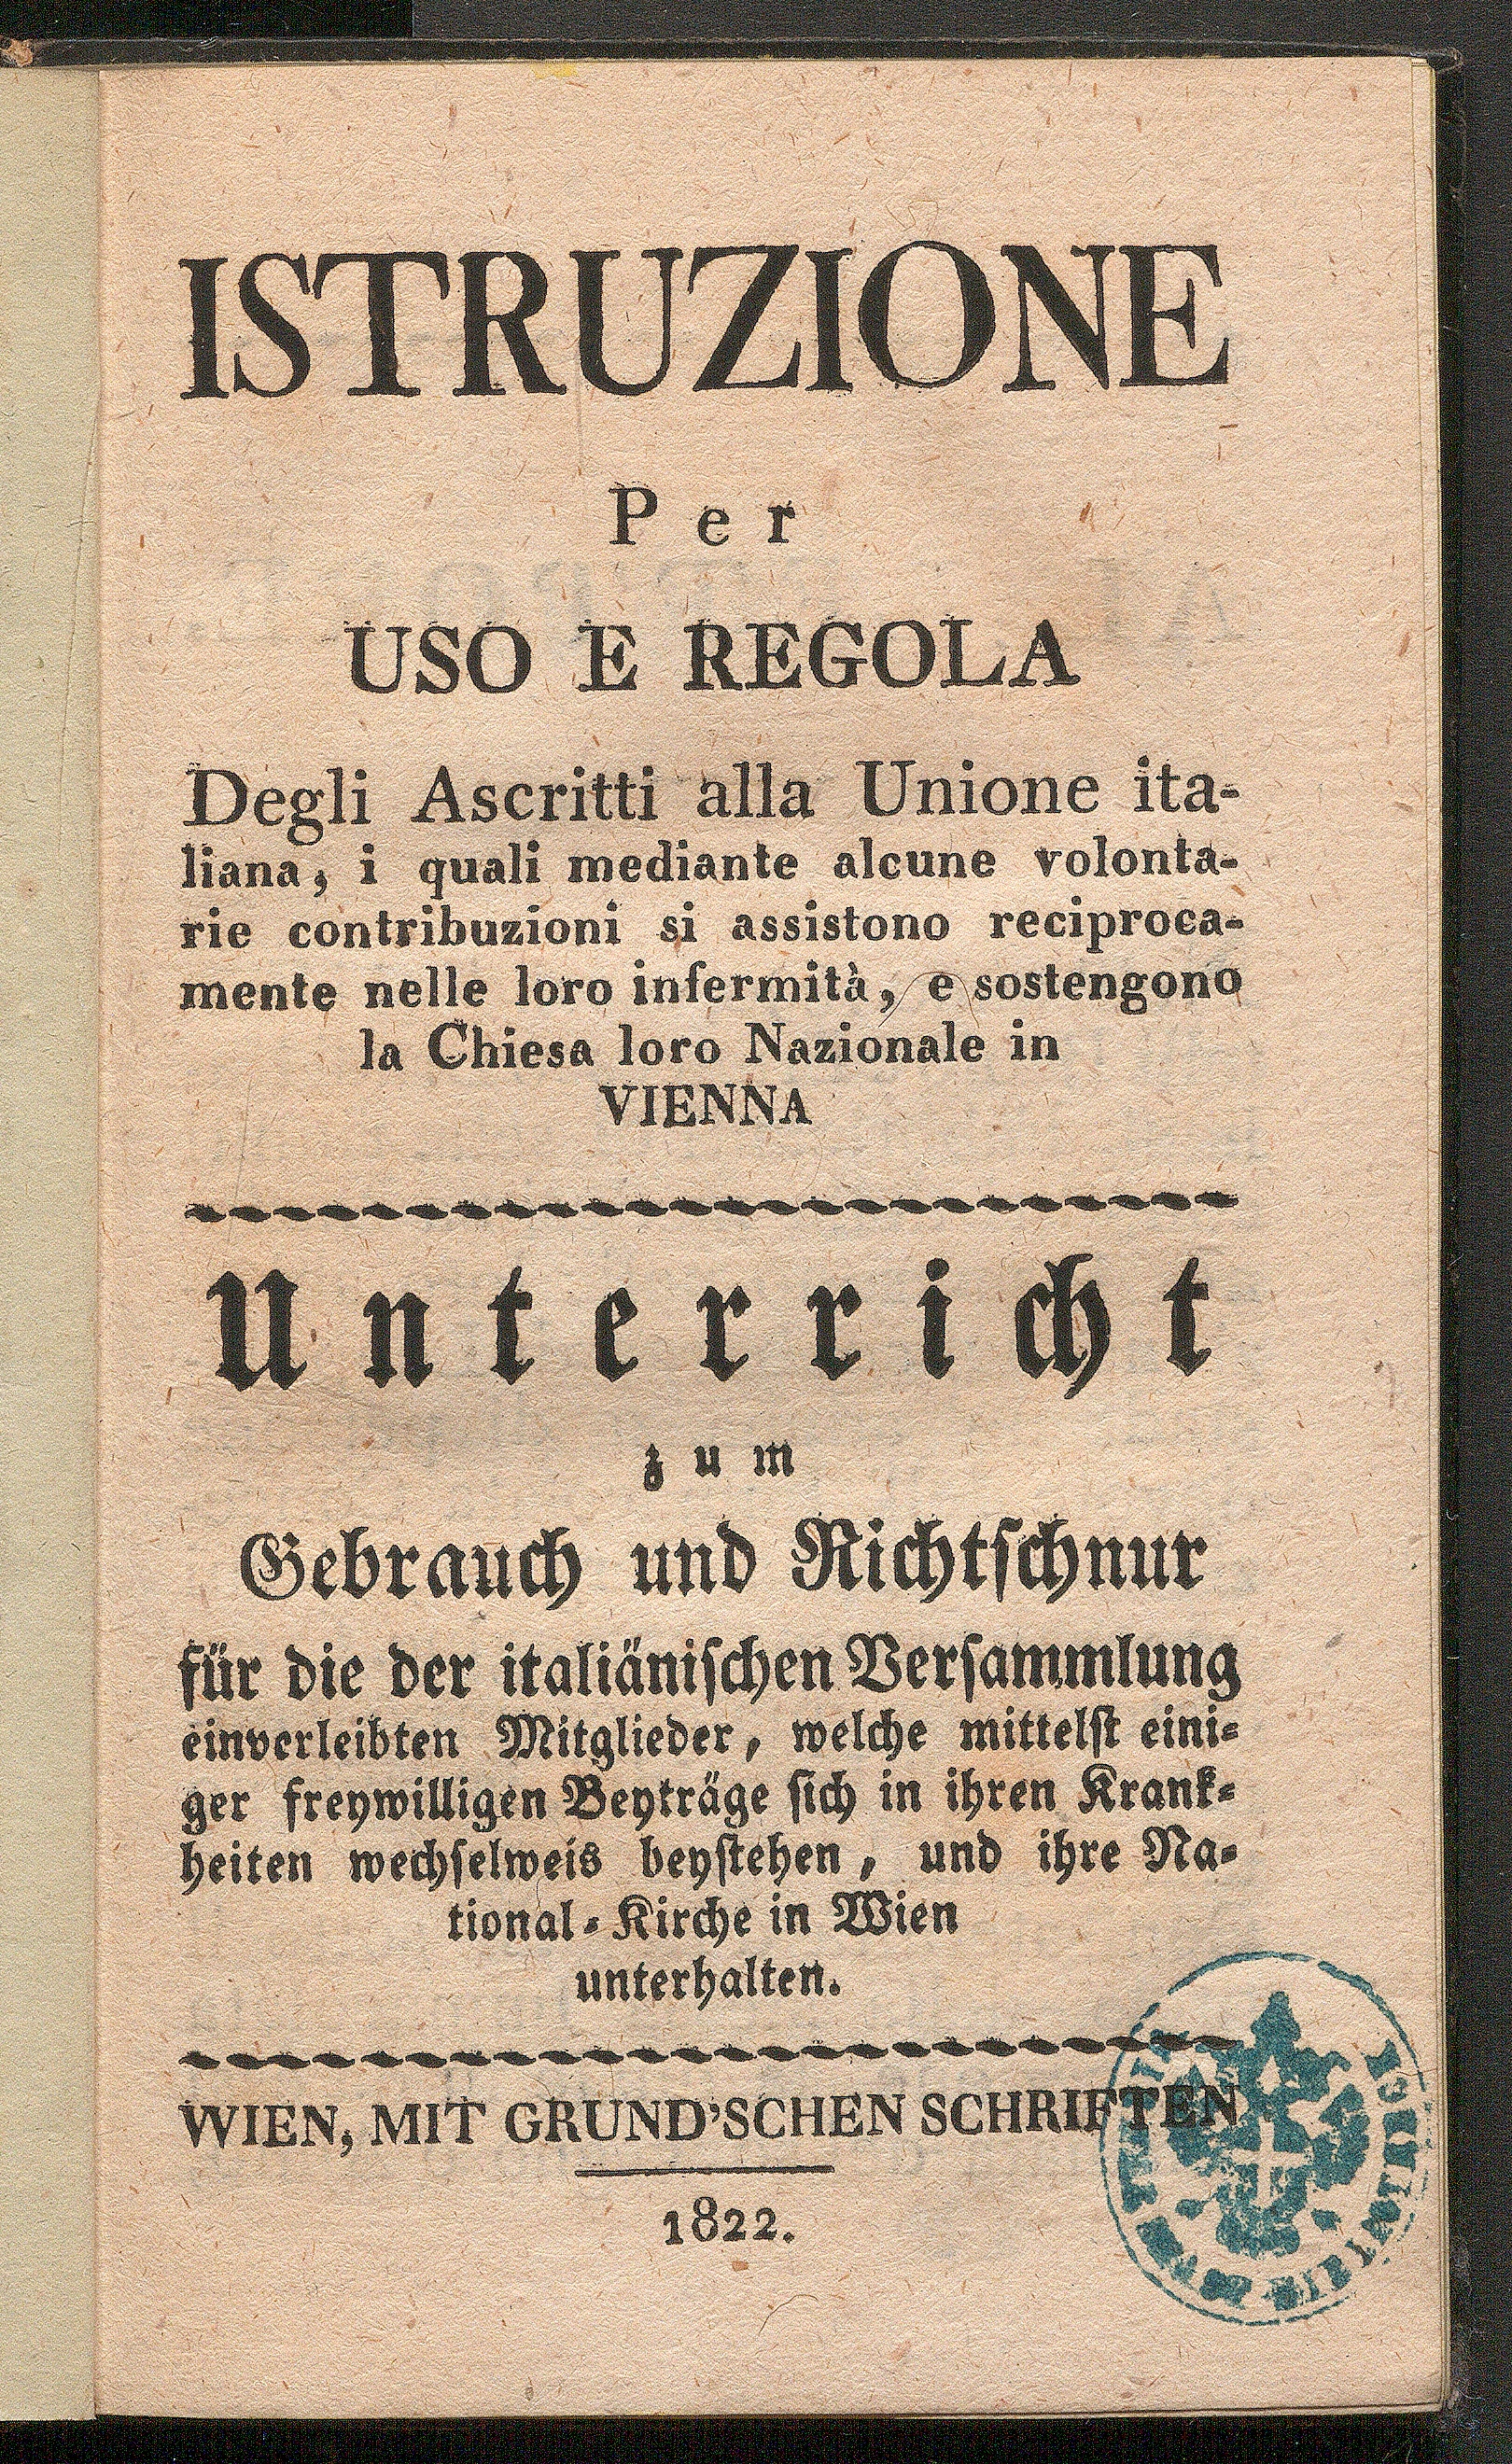 ISTRUZIONE
Per
USO E REGOLA
Degli Ascritti alla Unione ita-
liana, i quali mediante alcune volonta-
rie contribuzioni si assistono reciproca-
mente nelle loro infermità, e sostengono
la Chiesa loro Nazionale in
VIENNA
Unterricht
zum
Gebrauch und Richtschnur
für die der italiänischen Versammlung
einverleibten Mitglieder, welche mittelst eini-
ger freywilligen Beyträge sich in ihren Krank-
heiten wechselweis beystehen, und ihre Na-
tional-Kirche in Wien
unterhalten.
WIEN, MIT GRUND'SCHEN SCHRIFTEN
1822.